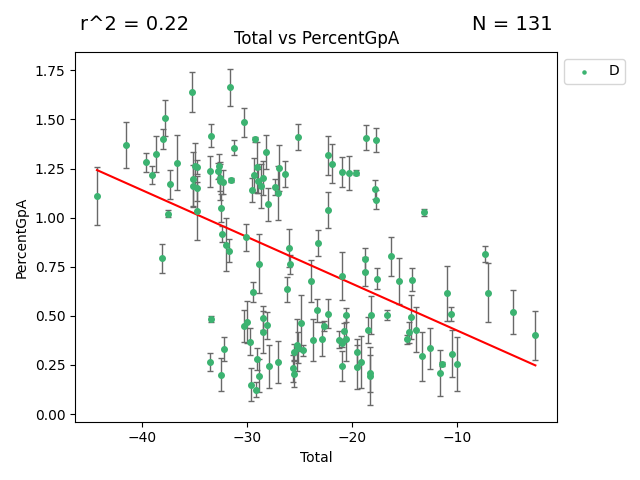 r^2 = 0.22
N = 131
Total vs PercentGpA
D
1.75
1.50
1.25
1.00
0.75
0.50
0.25
0.00
PercentGpA
−40
−30
−20
−10
Total